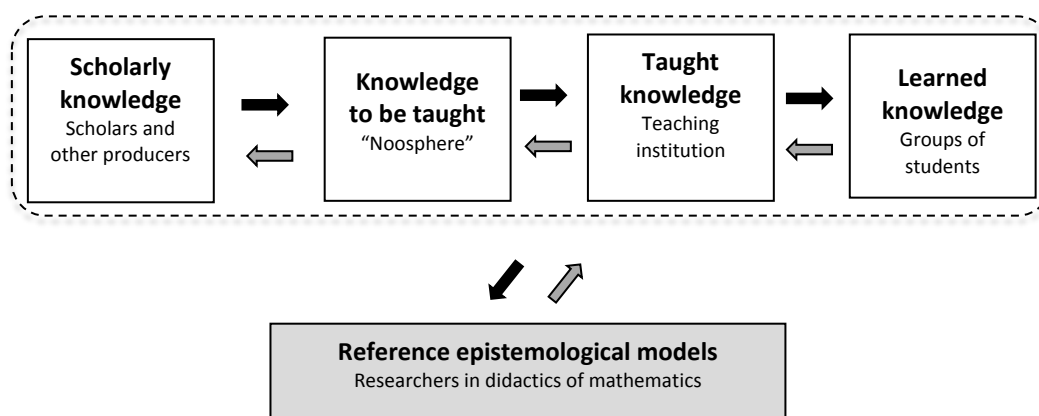 Scholarly
knowledge
Scholars and
other producers
Knowledge
to be taught
“Noosphere”
Taught
knowledge
Teaching
institution
Learned
knowledge
Groups of
students
Reference epistemological models
Researchers in didactics of mathematics